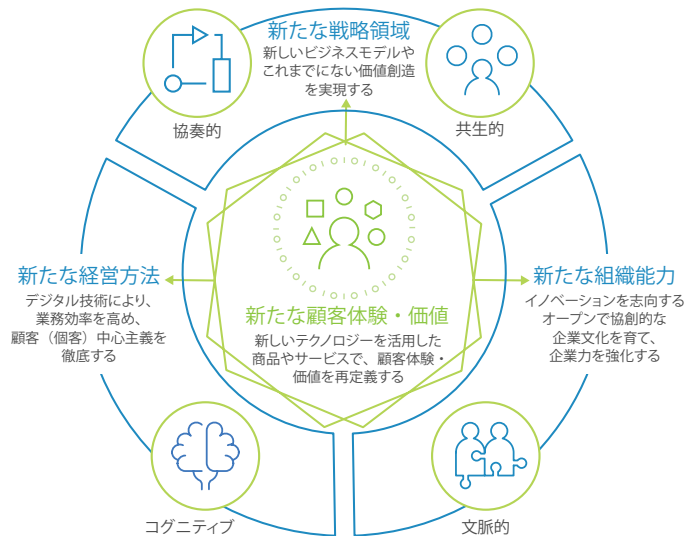 新たな戦略領域
新しいビジネスモデルや
これまでにない価値創造
を実現する
協奏的
共生的
新たな経営方法
デジタル技術により、
業務効率を高め、
顧客（個客）中心主義を
徹底する
新たな顧客体験・価値
新しいテクノロジーを活用した
商品やサービスで、顧客体験・
価値を再定義する
新たな組織能力
イノベーションを志向する
オープンで協創的な
企業文化を育て、
企業力を強化する
コグニティブ
文脈的